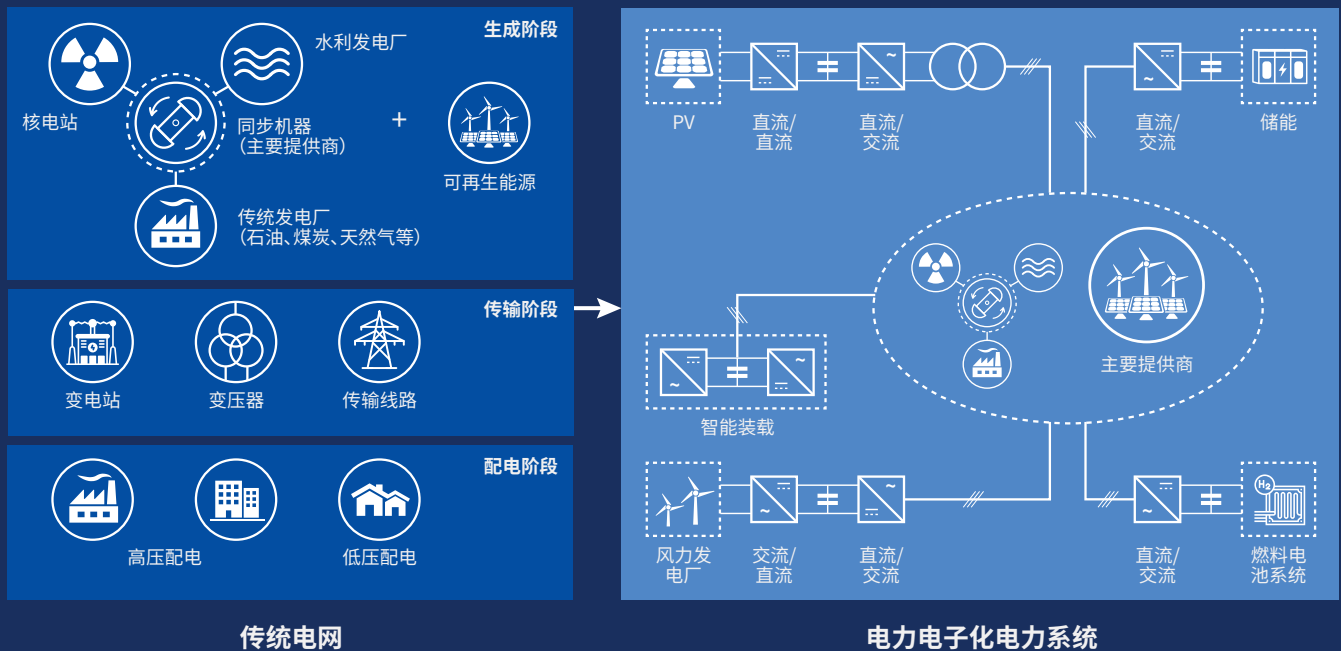 生成阶段
水利发电厂
核电站
同步机器
（主要提供商）
+
可再生能源
传统发电厂
（石油、煤炭、天然气等）
传输阶段
变电站
变压器
传输线路
配电阶段
高压配电
低压配电
传统电网
PV
直流/
直流
直流/
交流
直流/
交流
储能
主要提供商
智能装载
风力发
电厂
交流/
直流
直流/
交流
直流/
交流
H2
燃料电
池系统
电力电子化电力系统